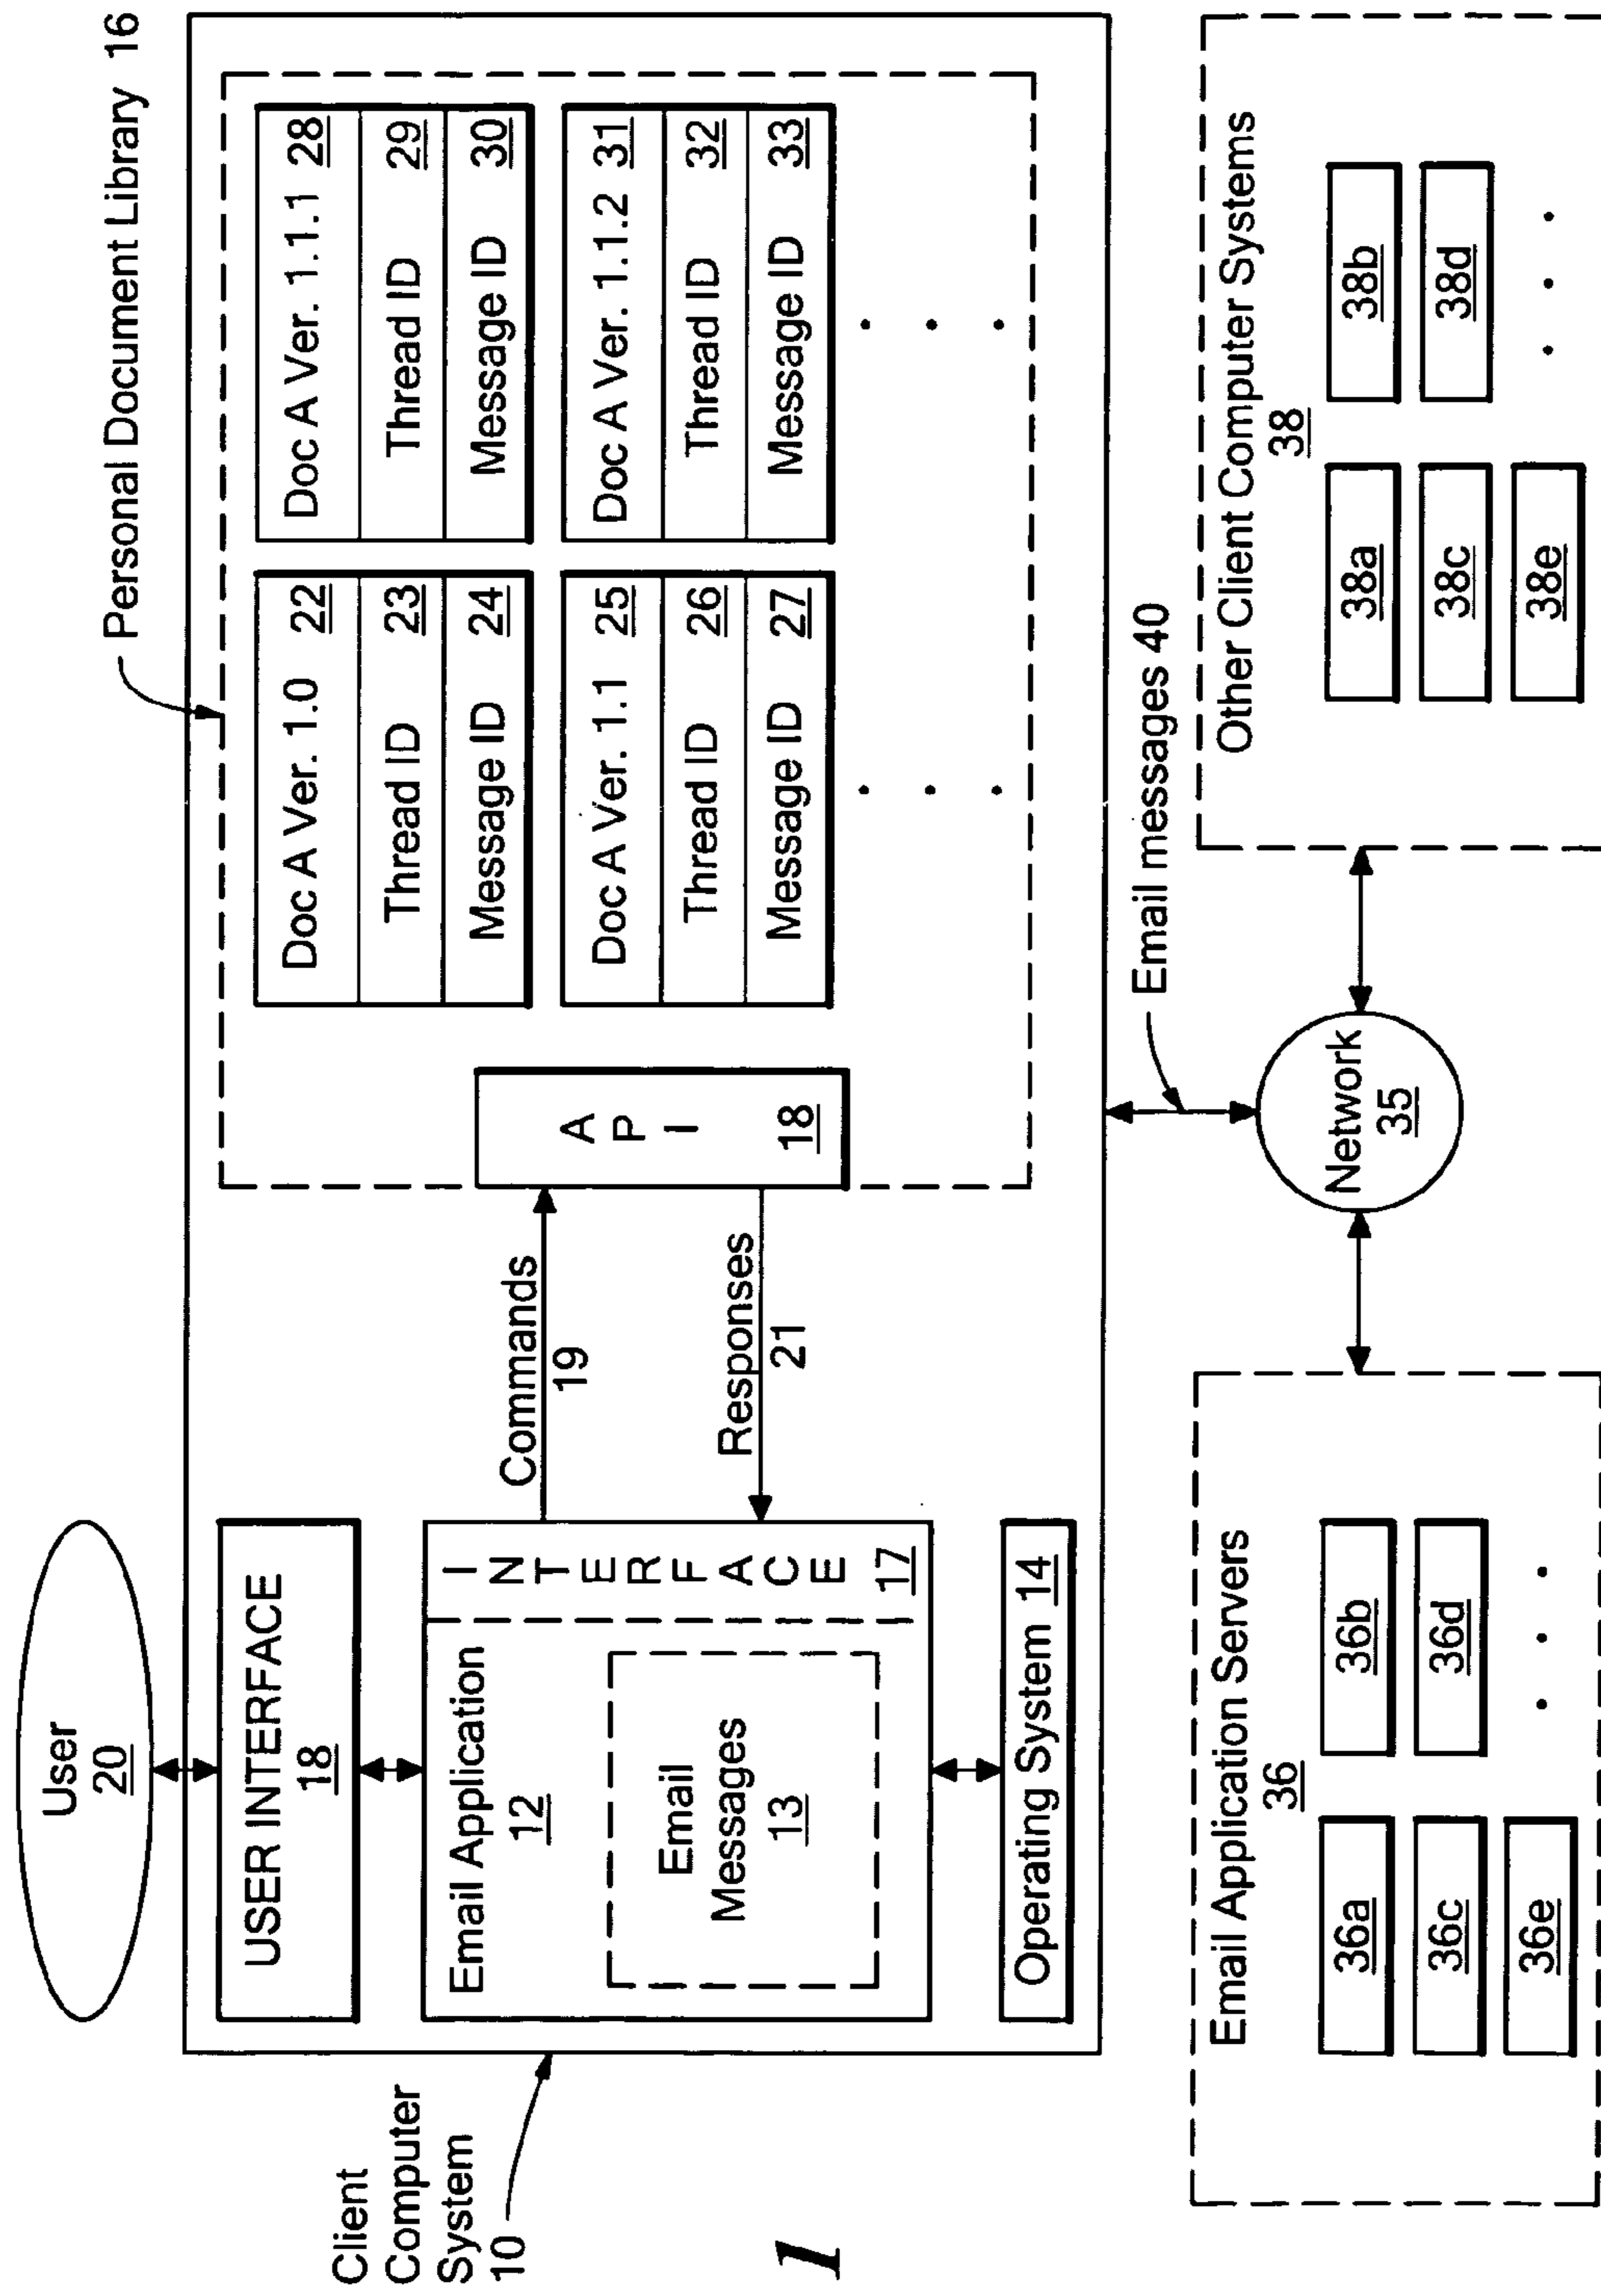 User
20
Personal Document Library 16
USER INTERFACE
18
Email Application
12
Email
Messages
13
INTERFACE
17
Operating System 14
Commands
19
Responses
21
API
18
Doc A Ver. 1.0 22
Thread ID 23
Message ID 24
Doc A Ver. 1.1 25
Thread ID 26
Message ID 27
Doc A Ver. 1.1.1 28
Thread ID 29
Message ID 30
Doc A Ver. 1.1.2 31
Thread ID 32
Message ID 33
Client
Computer
System
10
Email messages 40
Network
35
Email Application Servers
36
36a
36b
36c
36d
36e
Other Client Computer Systems
38
38a
38b
38c
38d
38e
1